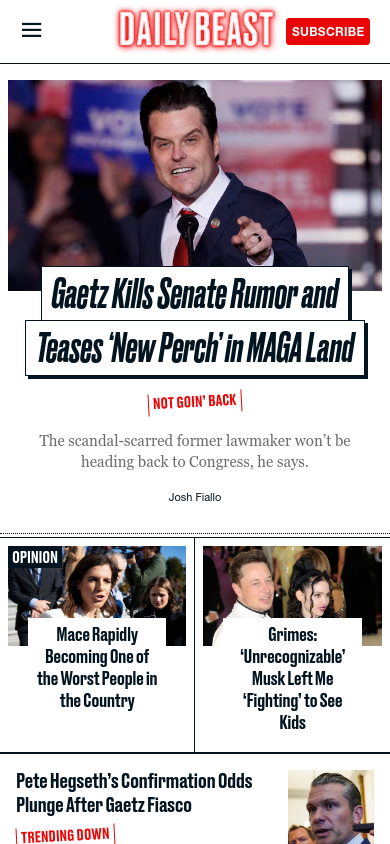 DAILY BEAST
SUBSCRIBE
Gaetz Kills Senate Rumor and
Teases ‘New Perch’ in MAGA Land
NOT GOIN’ BACK
The scandal-scarred former lawmaker won’t be
heading back to Congress, he says.
Josh Fiallo
OPINION
Mace Rapidly
Becoming One of
the Worst People in
the Country
Grimes:
‘Unrecognizable’
Musk Left Me
‘Fighting’ to See
Kids
Pete Hegseth’s Confirmation Odds
Plunge After Gaetz Fiasco
TRENDING DOWN